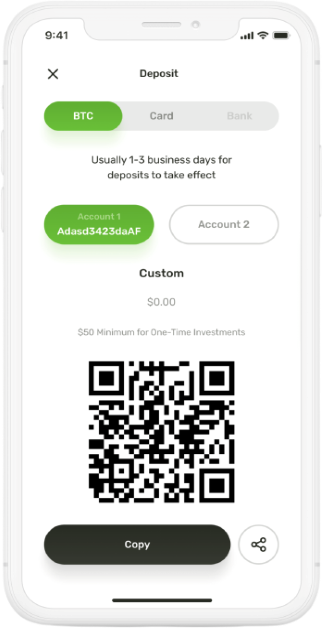 9:41
Deposit
BTC Card Bank
Usually 1-3 business days for
deposits to take effect
Account 1
Adasd3423daAF
Account 2
Custom
$0.00
$50 Minimum for One-Time Investments
Copy